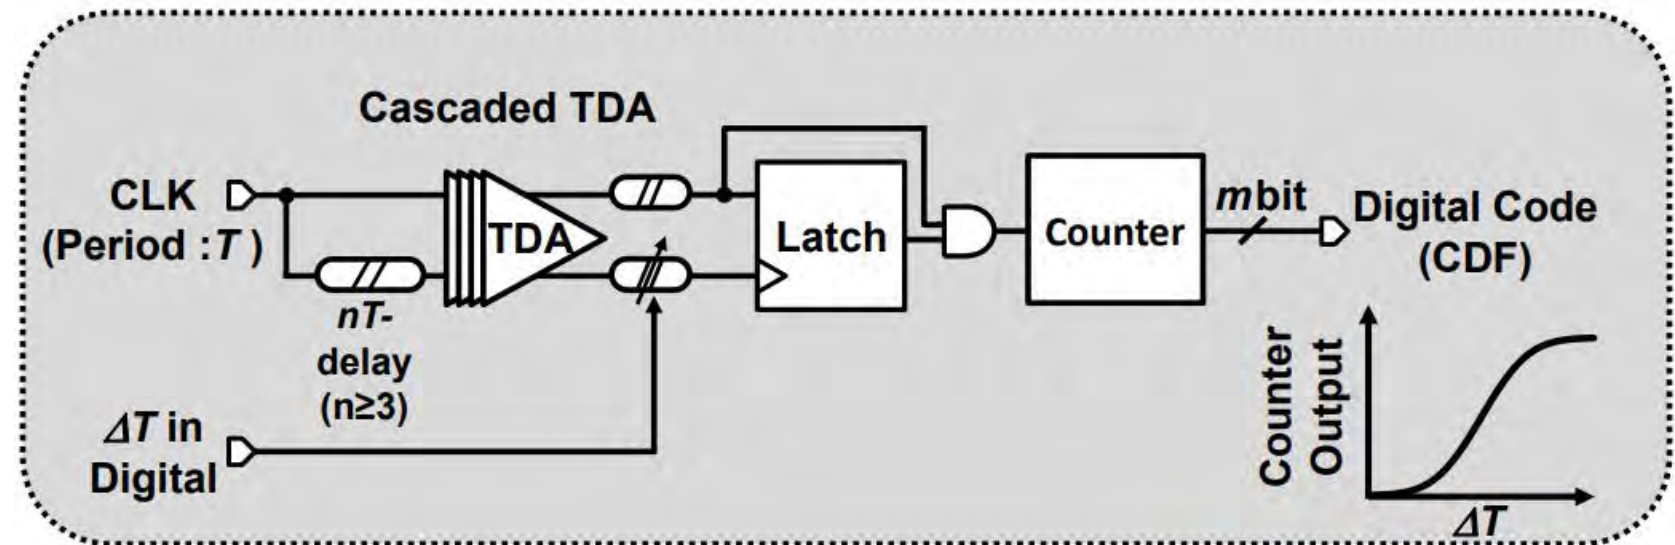 Cascaded TDA
CLK
(Period :T )
TDA
nT-
delay
(n≥3)
Latch
Counter
mbit
Digital Code
(CDF)
ΔT in
Digital
Counter
Output
ΔT